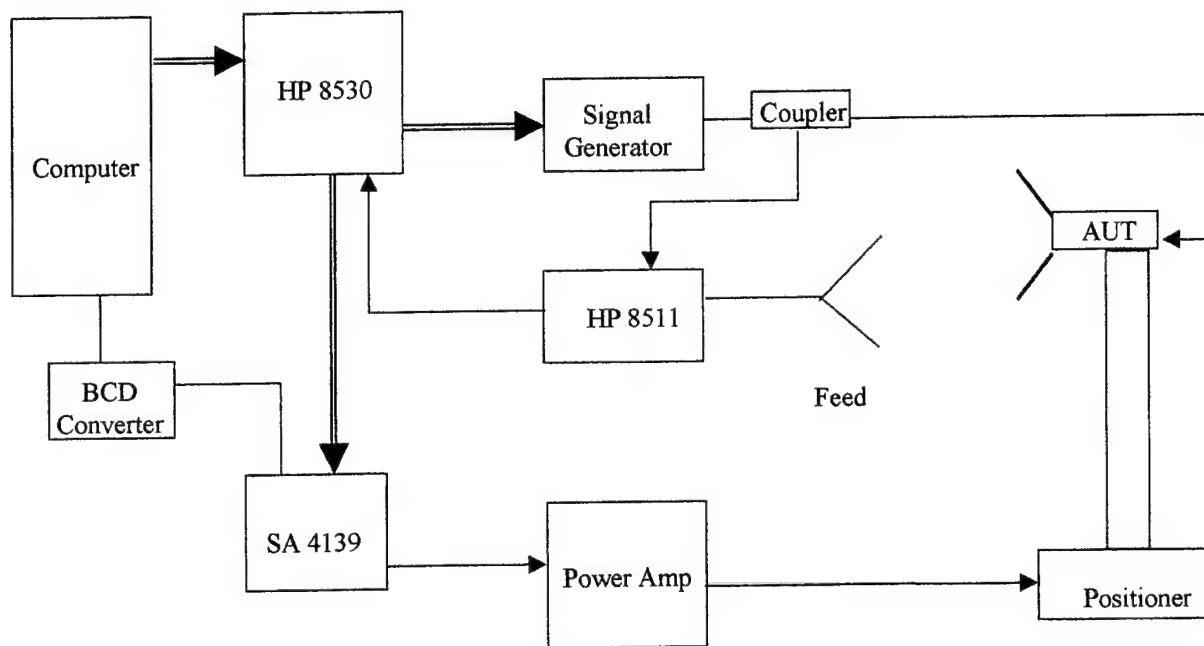 HP 8530
Signal
Generator
Coupler
Computer
AUT
HP 8511
BCD
Converter
Feed
SA 4139
Power Amp
Positioner